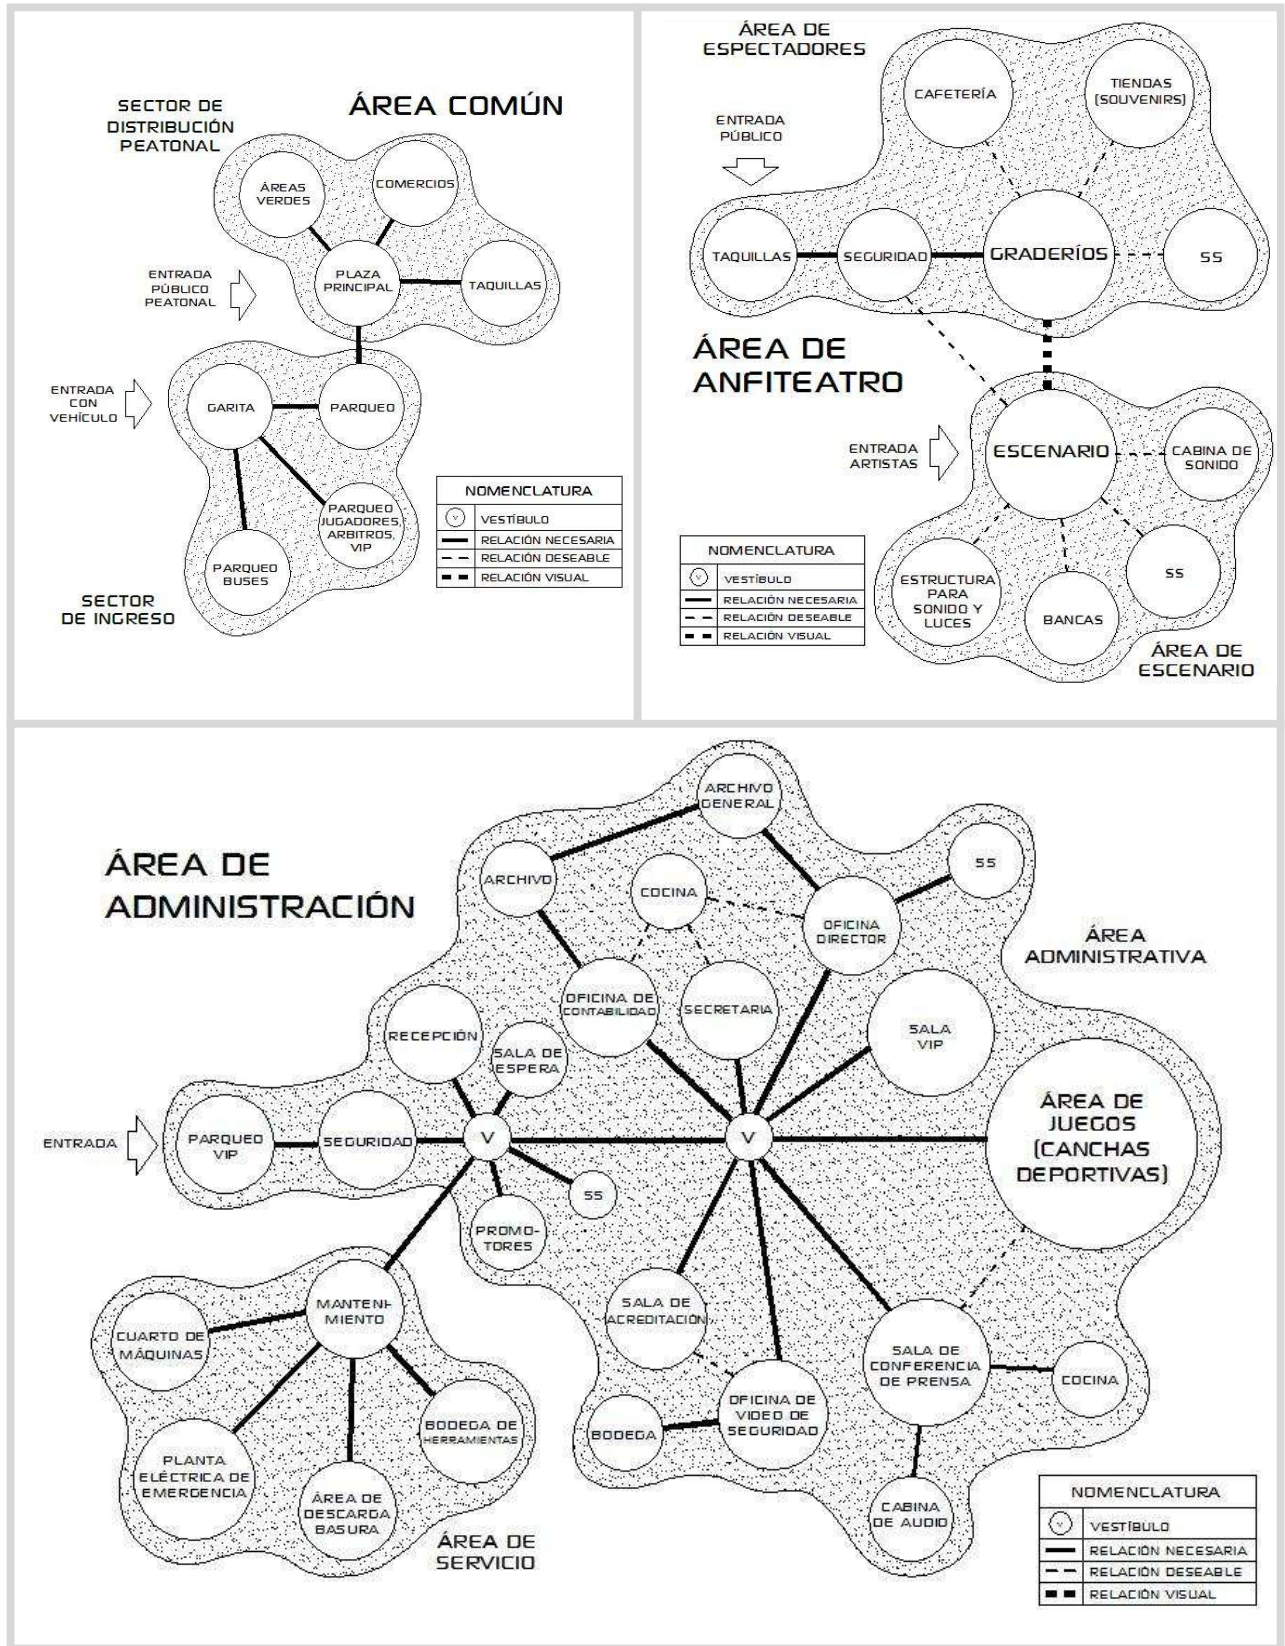 SECTOR DE
DISTRIBUCIÓN
PEATONAL
ÁREA COMÚN
ÁREAS
VERDES
COMERCIOS
ENTRADA
PÚBLICO
PEATONAL
PLAZA
PRINCIPAL
TAQUILLAS
ENTRADA
CON
VEHÍCULO
GARITA
PARQUEO
PARQUEO
JUGADORES,
ARBITROS,
VIP
PARQUEO
BUSES
SECTOR
DE INGRESO
NOMENCLATURA
V
VESTÍBULO
RELACIÓN NECESARIA
RELACIÓN DESEABLE
RELACIÓN VISUAL
ÁREA DE
ESPECTADORES
CAFETERÍA
TIENDAS
(SOUVENIRS)
ENTRADA
PÚBLICO
TAQUILLAS
SEGURIDAD
GRADERÍOS
SS
ÁREA DE
ANFITEATRO
ENTRADA
ARTISTAS
ESCENARIO
CABINA DE
SONIDO
ESTRUCTURA
PARA
SONIDO Y
LUCES
BANCAS
SS
ÁREA DE
ESCENARIO
NOMENCLATURA
V
VESTÍBULO
RELACIÓN NECESARIA
RELACIÓN DESEABLE
RELACIÓN VISUAL
ÁREA DE
ADMINISTRACIÓN
ARCHIVO
GENERAL
ARCHIVO
COCINA
SS
OFICINA
DIRECTOR
ÁREA
ADMINISTRATIVA
OFICINA DE
CONTABILIDAD
SECRETARIA
RECEPCIÓN
SALA DE
ESPERA
SALA
VIP
ÁREA DE
JUEGOS
(CANCHAS
DEPORTIVAS)
ENTRADA
PARQUEO
VIP
SEGURIDAD
V
V
SS
PROMO-
TORES
MANTENI-
MIENTO
CUARTO DE
MÁQUINAS
PLANTA
ELÉCTRICA DE
EMERGENCIA
ÁREA DE
DESCARGA
BASURA
BODEGA DE
HERRAMIENTAS
ÁREA DE
SERVICIO
SALA DE
ACREDITACIÓN
SALA DE
CONFERENCIA
DE PRENSA
COCINA
BODEGA
OFICINA DE
VIDEO DE
SEGURIDAD
CABINA
DE AUDIO
NOMENCLATURA
V
VESTÍBULO
RELACIÓN NECESARIA
RELACIÓN DESEABLE
RELACIÓN VISUAL